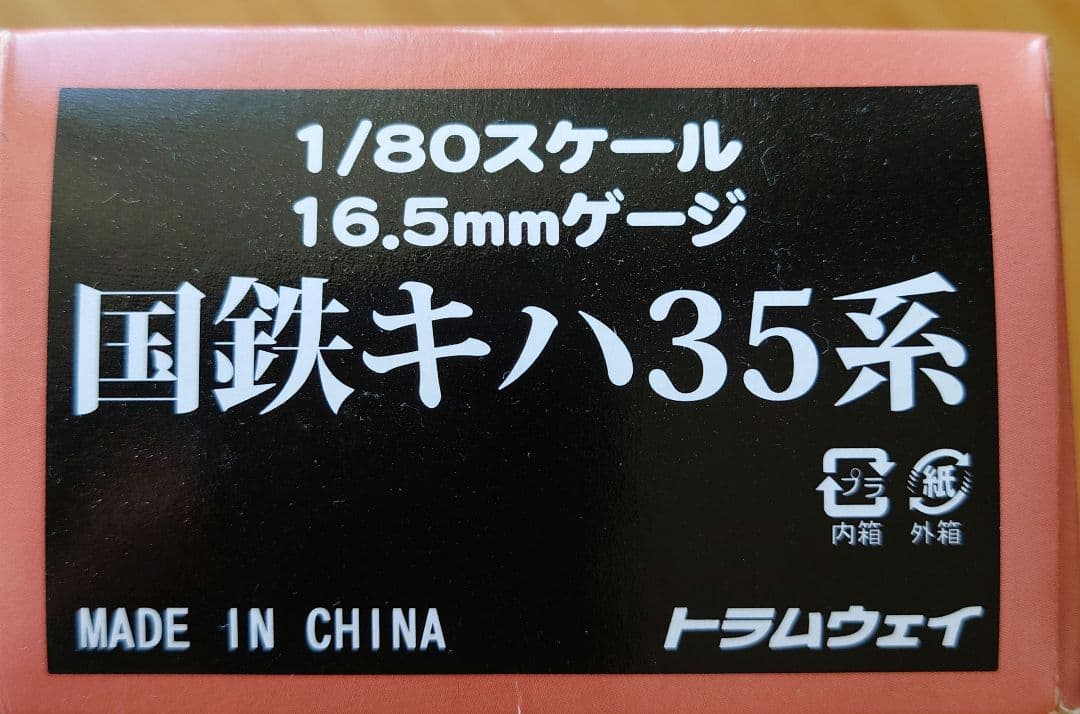 1/80スケール
16.5mmゲージ
国鉄キハ35系
プラ 紙
内箱 外箱
MADE IN CHINA トラムウェイ